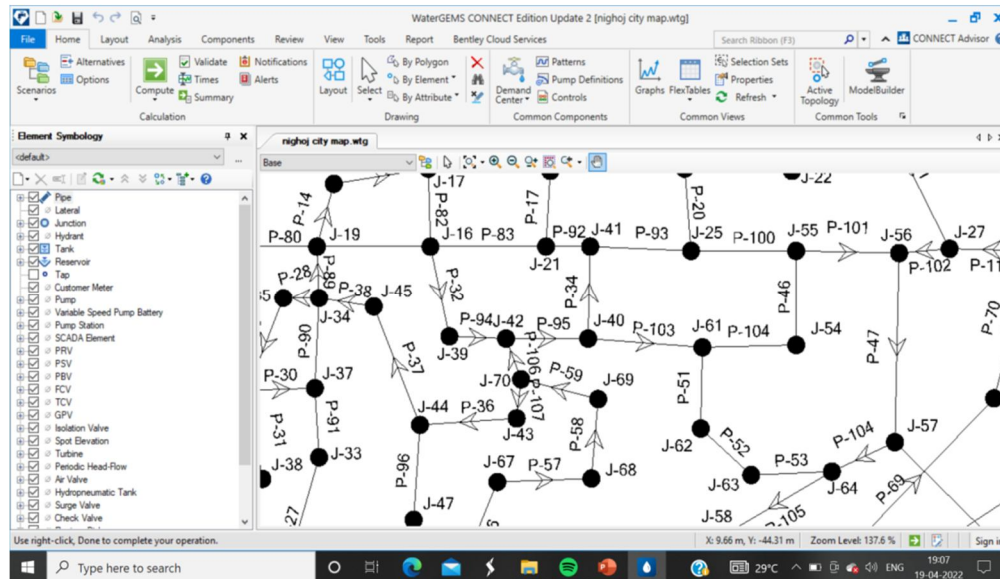 WaterGEMS CONNECT Edition Update 2 [nighoj city map.wtg]
File Home Layout Analysis Components Review View Tools Report Bentley Cloud Services Search Ribbon (F3) CONNECT Advisor
Scenarios Alternatives Options
Compute Validate Times Summary Notifications Alerts
Calculation
Layout Select By Polygon By Element By Attribute
Drawing
Demand Center Patterns Pump Definitions Controls
Common Components
Graphs FlexTables Selection Sets Properties Refresh
Common Views
Active Topology ModelBuilder
Common Tools
Element Symbology
<default>
...
Pipe
Lateral
Junction
Hydrant
Tank
Reservoir
Tap
Customer Meter
Pump
Variable Speed Pump Battery
Pump Station
SCADA Element
PRV
PSV
PBV
FCV
TCV
GPV
Isolation Valve
Spot Elevation
Turbine
Periodic Head-Flow
Air Valve
Hydropneumatic Tank
Surge Valve
Check Valve
nighoj city map.wtg
Base
J-17 J-22
P-14 P-82 P-17 P-20
P-80 J-19 J-16 P-83 J-21 P-92 J-41 P-93 J-25 P-100 J-55 P-101 J-56 P-102 J-27
P-28 P-89 P-38 J-45 P-32 P-34 P-46 P-47 P-70
J-34
P-90 P-37 J-39 P-94 J-42 P-95 J-40 P-103 J-61 P-104 J-54
P-106 P-59 J-69
P-30 J-37 J-70 P-107 P-51
P-91 J-44 P-36 J-43 P-58
P-31 J-38 J-33 P-96 J-67 P-57 J-68 J-62 P-52 P-53 P-104 J-57
J-63 J-64 P-69
J-47 J-58 P-105
Use right-click, Done to complete your operation.
X: 9.66 m, Y: -44.31 m Zoom Level: 137.6 % Sign in
Type here to search
29°C ENG 19:07
19-04-2022